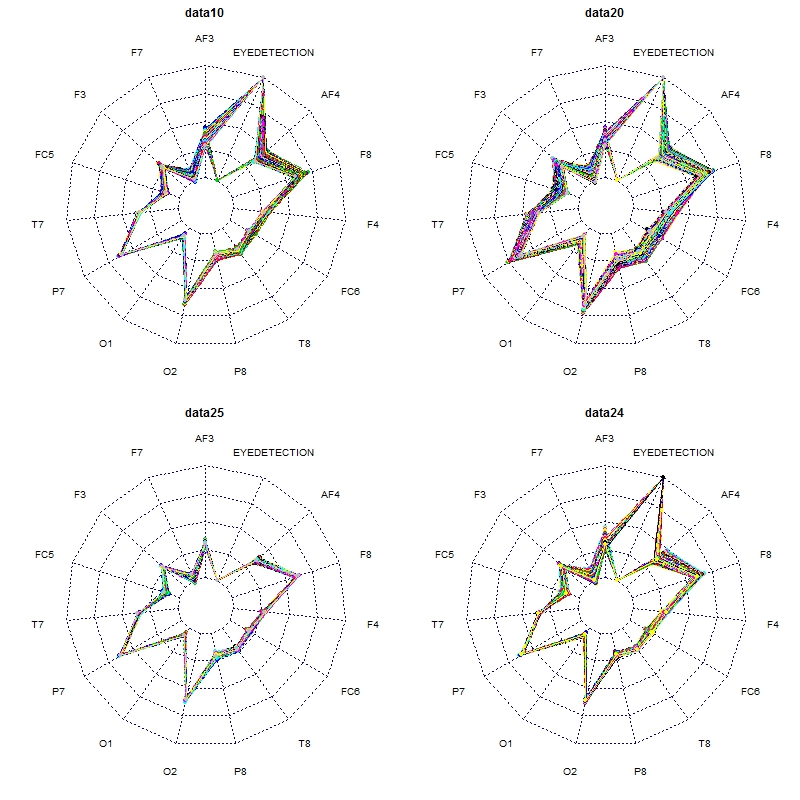 data10
AF3
EYEDETECTION
AF4
F8
F4
FC6
T8
P8
O2
O1
P7
T7
FC5
F3
F7
data20
AF3
EYEDETECTION
AF4
F8
F4
FC6
T8
P8
O2
O1
P7
T7
FC5
F3
F7
data25
AF3
EYEDETECTION
AF4
F8
F4
FC6
T8
P8
O2
O1
P7
T7
FC5
F3
F7
data24
AF3
EYEDETECTION
AF4
F8
F4
FC6
T8
P8
O2
O1
P7
T7
FC5
F3
F7